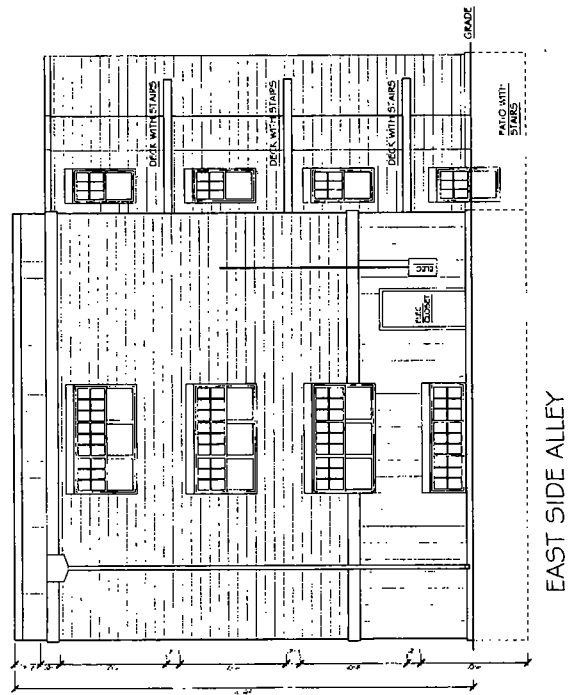 GRADE
DECK WITH STAIRS
DECK WITH STAIRS
DECK WITH STAIRS
PATIO WITH
STAIRS
ELEC
ELEC
CLOSET
EAST SIDE ALLEY